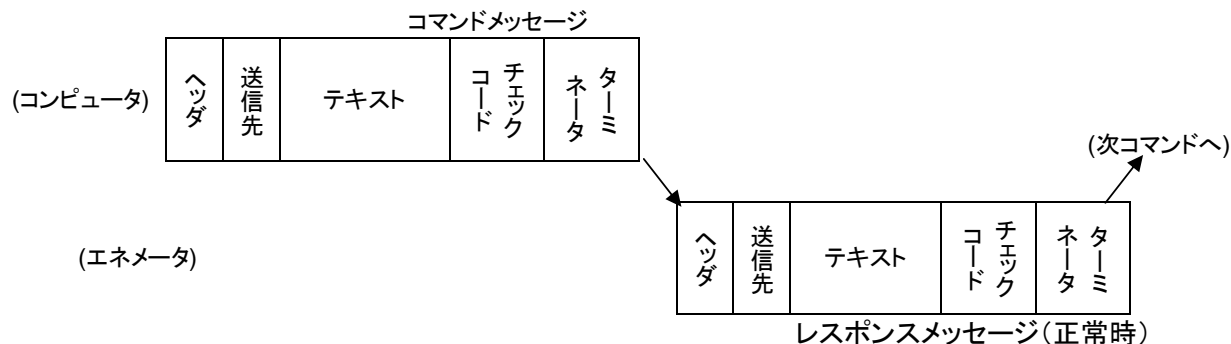 コマンドメッセージ
(コンピュータ)
ヘッダ
送信先
テキスト
チェック
コード
ターミ
ネータ
(次コマンドへ)
(エネメータ)
ヘッダ
送信先
テキスト
チェック
コード
ターミ
ネータ
レスポンスメッセージ(正常時)